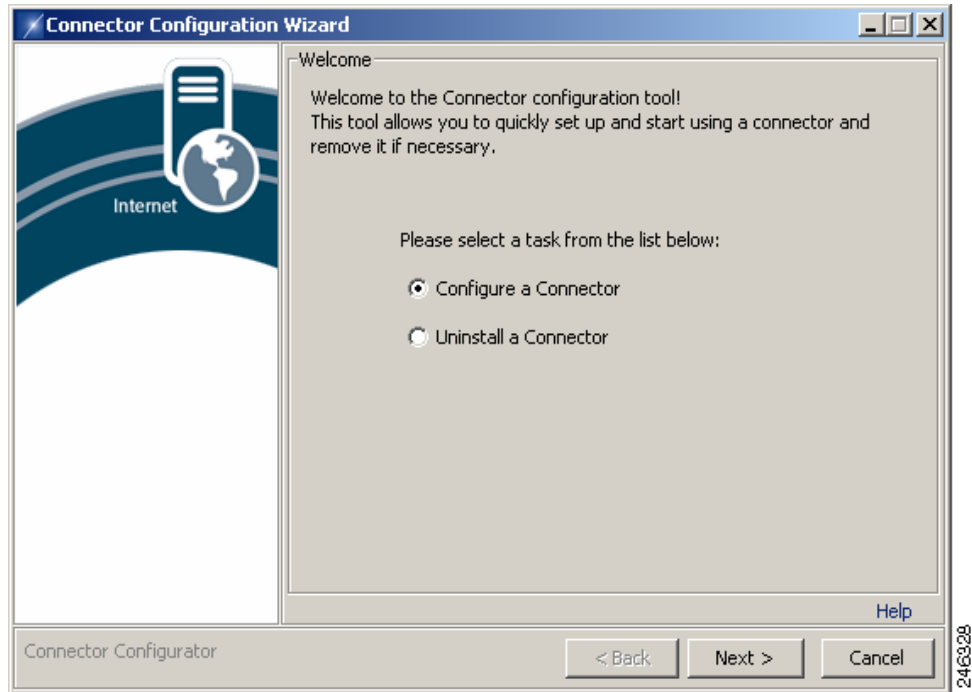 Connector Configuration Wizard
Internet
Welcome
Welcome to the Connector configuration tool!
This tool allows you to quickly set up and start using a connector and
remove it if necessary.
Please select a task from the list below:
Configure a Connector
Uninstall a Connector
Help
Connector Configurator
< Back
Next >
Cancel
246328